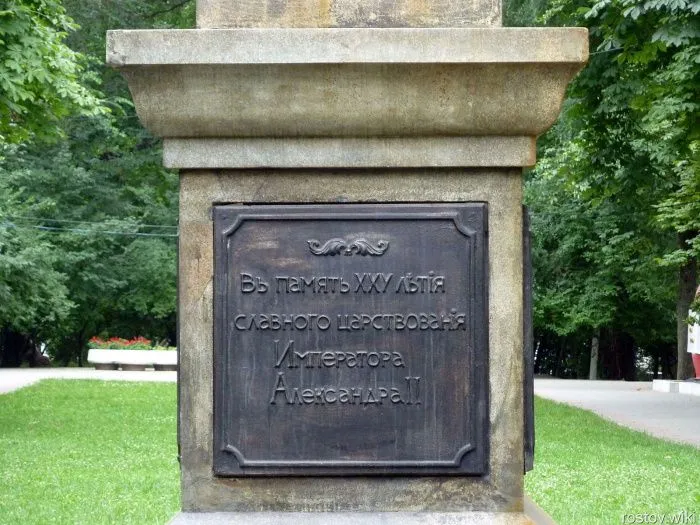 Въ память XXV лѣтія
славного царствованія
Императора
Александра II
rostov.wiki